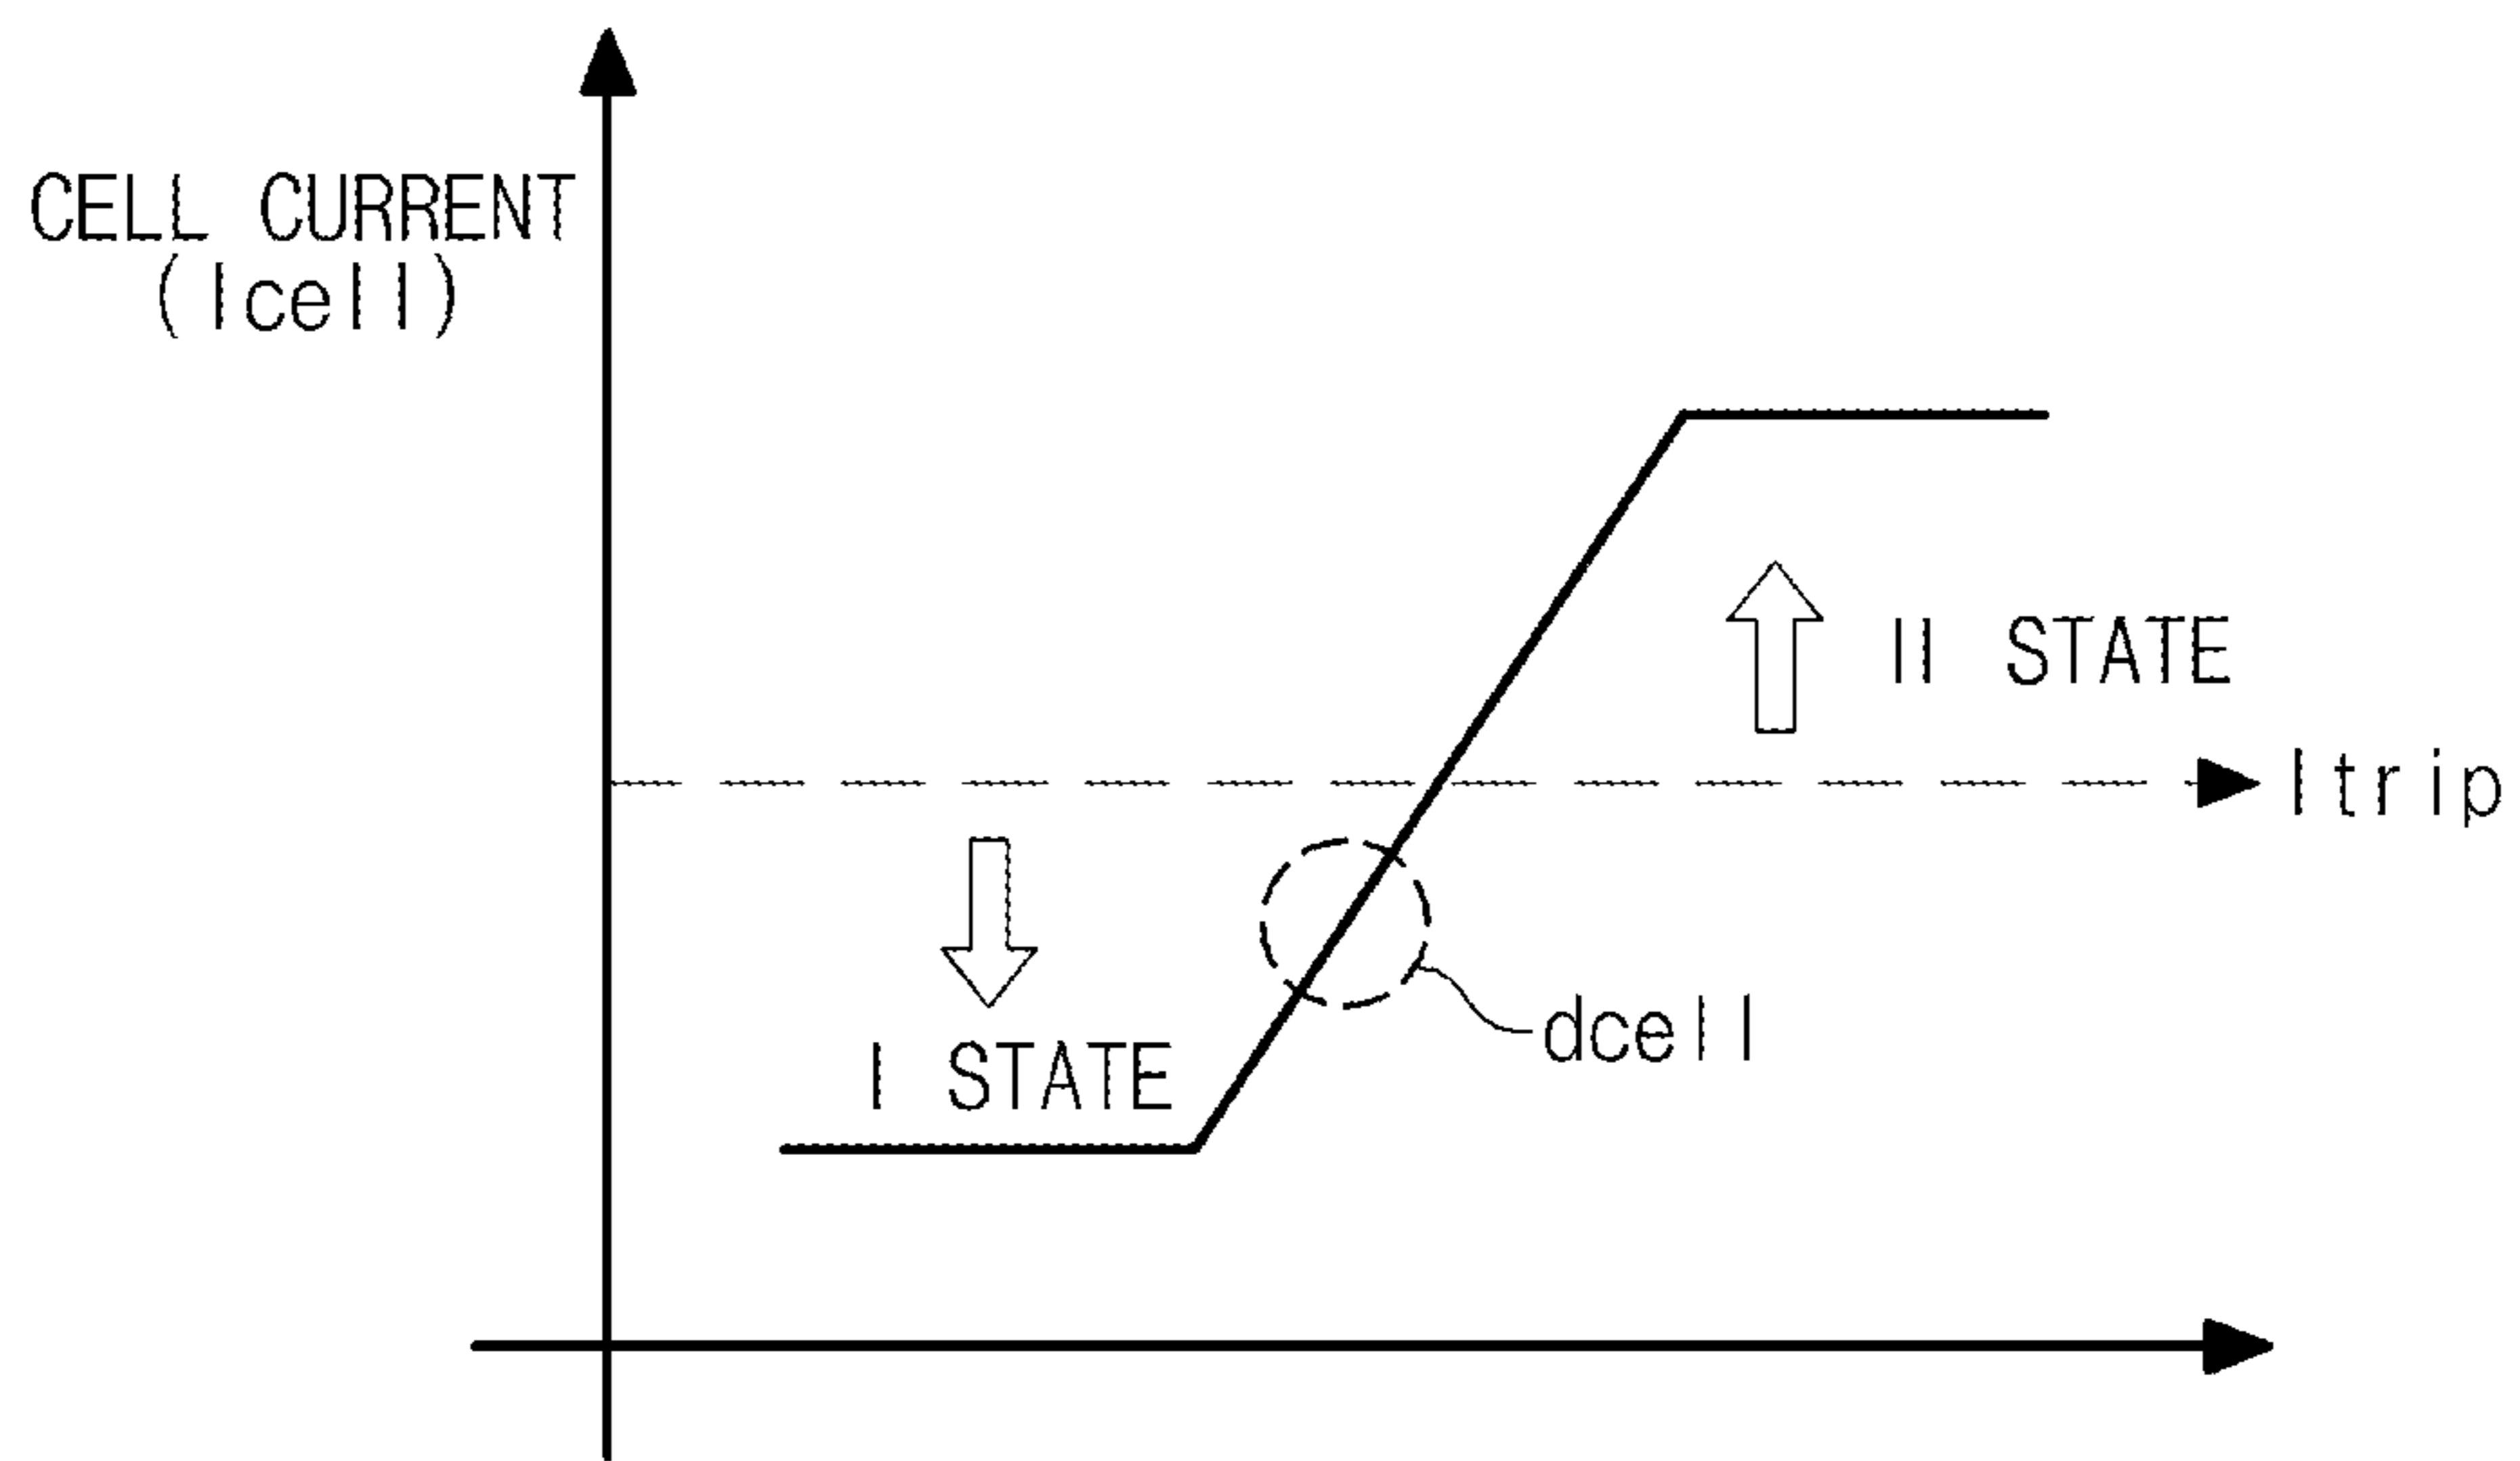 CELL CURRENT
(Icell)
II STATE
Itrip
dcell
I STATE